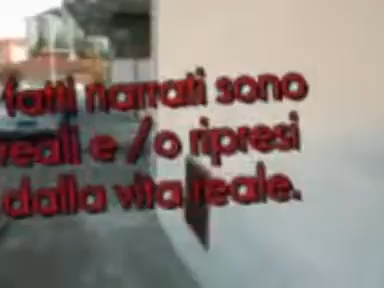 fatti narrati sono
reali e / o ripresi
dalla vita reale.